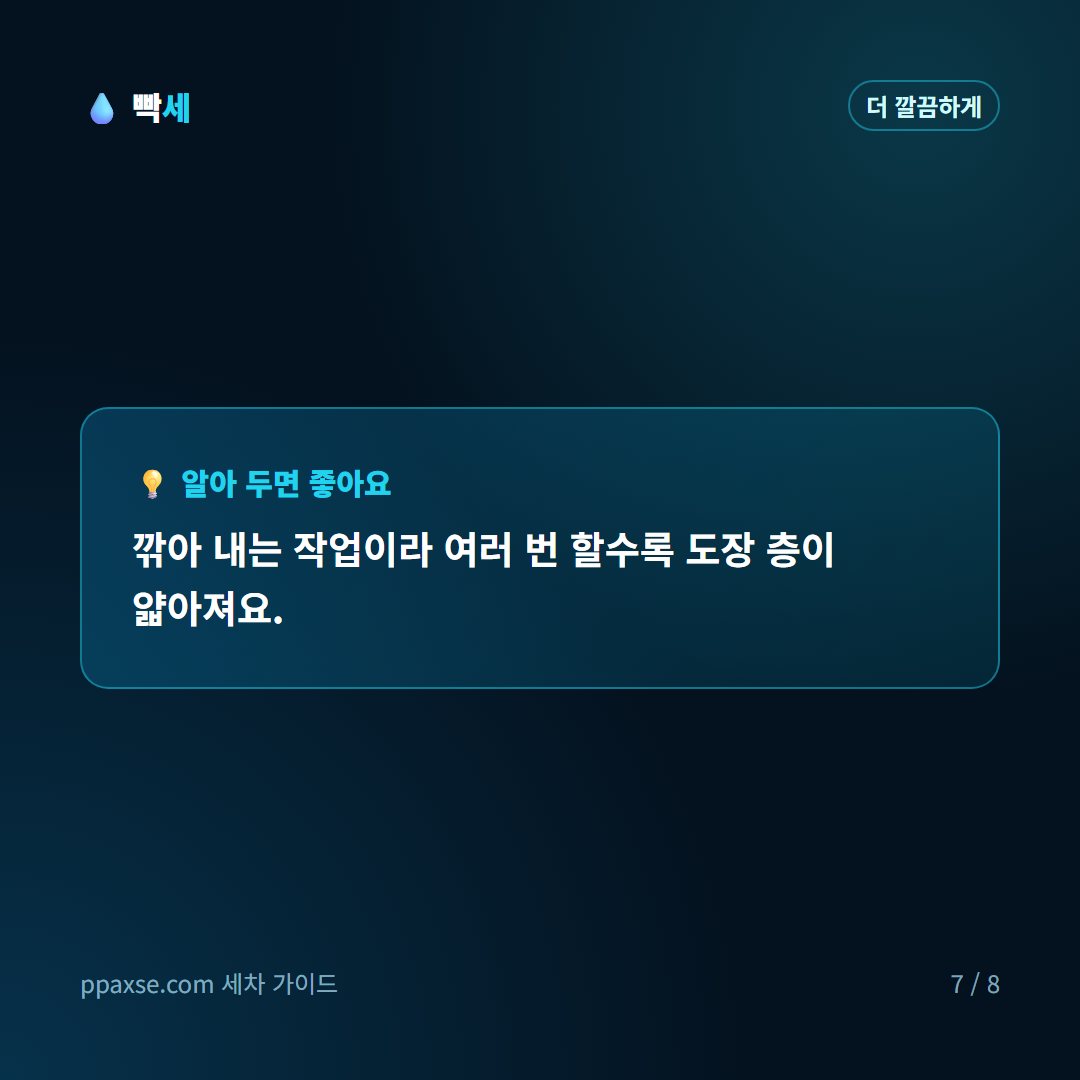 빡세
더 깔끔하게
알아 두면 좋아요
깎아 내는 작업이라 여러 번 할수록 도장 층이
얇아져요.
ppaxse.com 세차 가이드
7 / 8